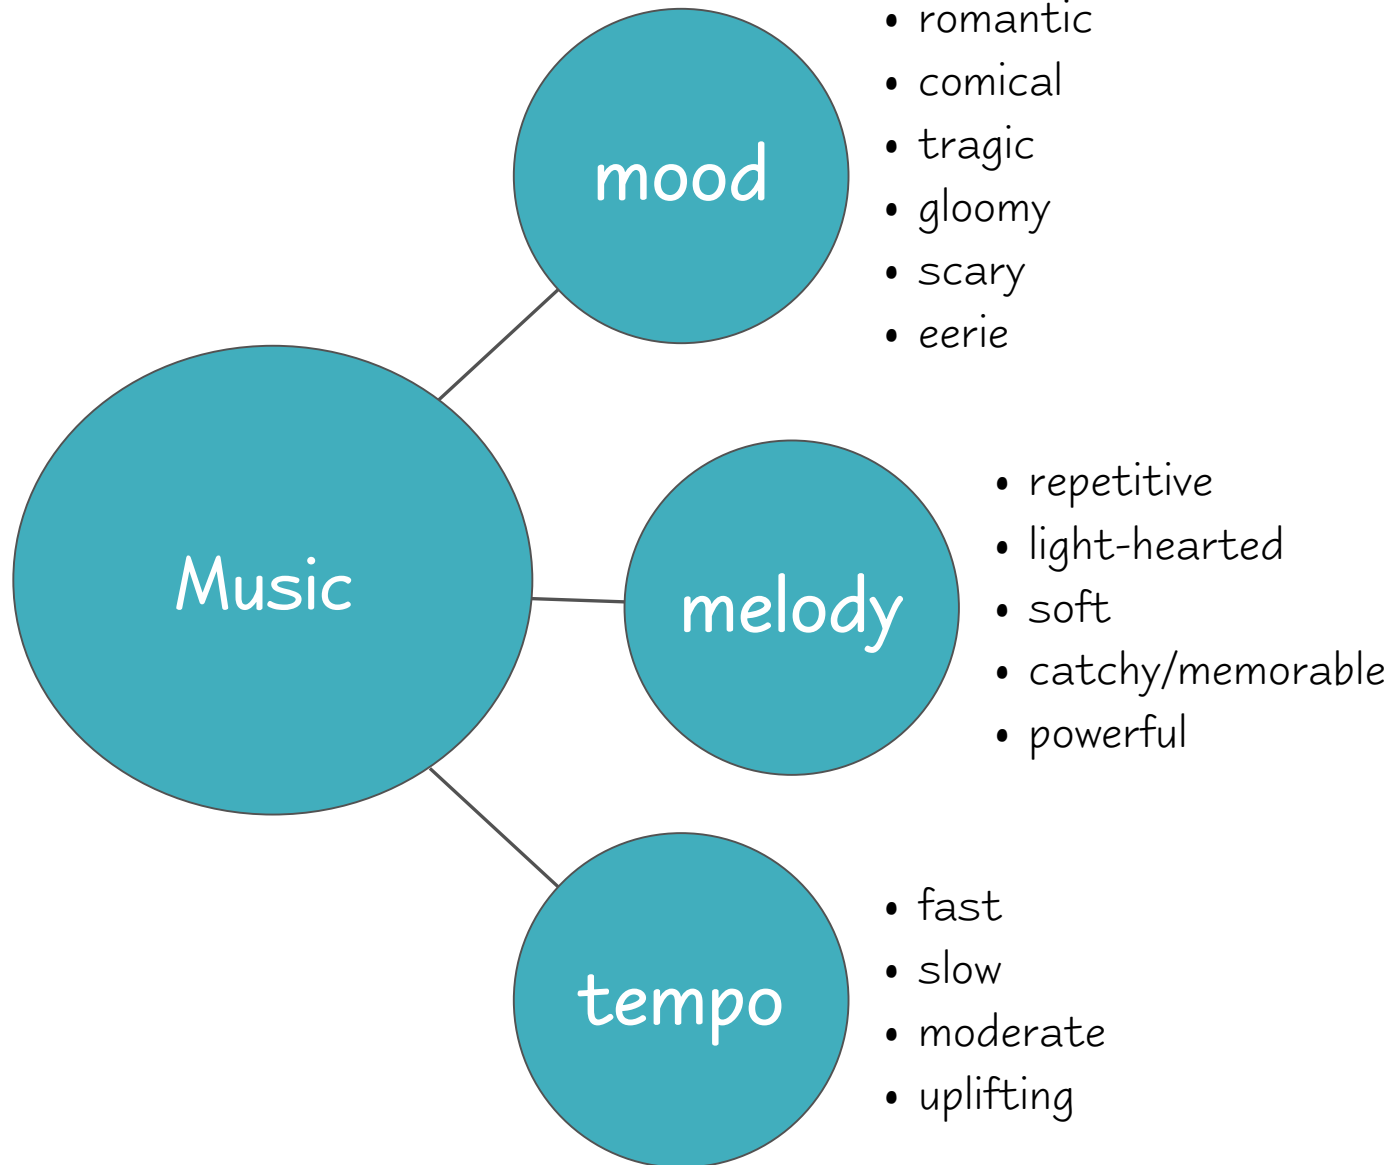 Music
mood
• romantic
• comical
• tragic
• gloomy
• scary
• eerie
melody
• repetitive
• light-hearted
• soft
• catchy/memorable
• powerful
tempo
• fast
• slow
• moderate
• uplifting